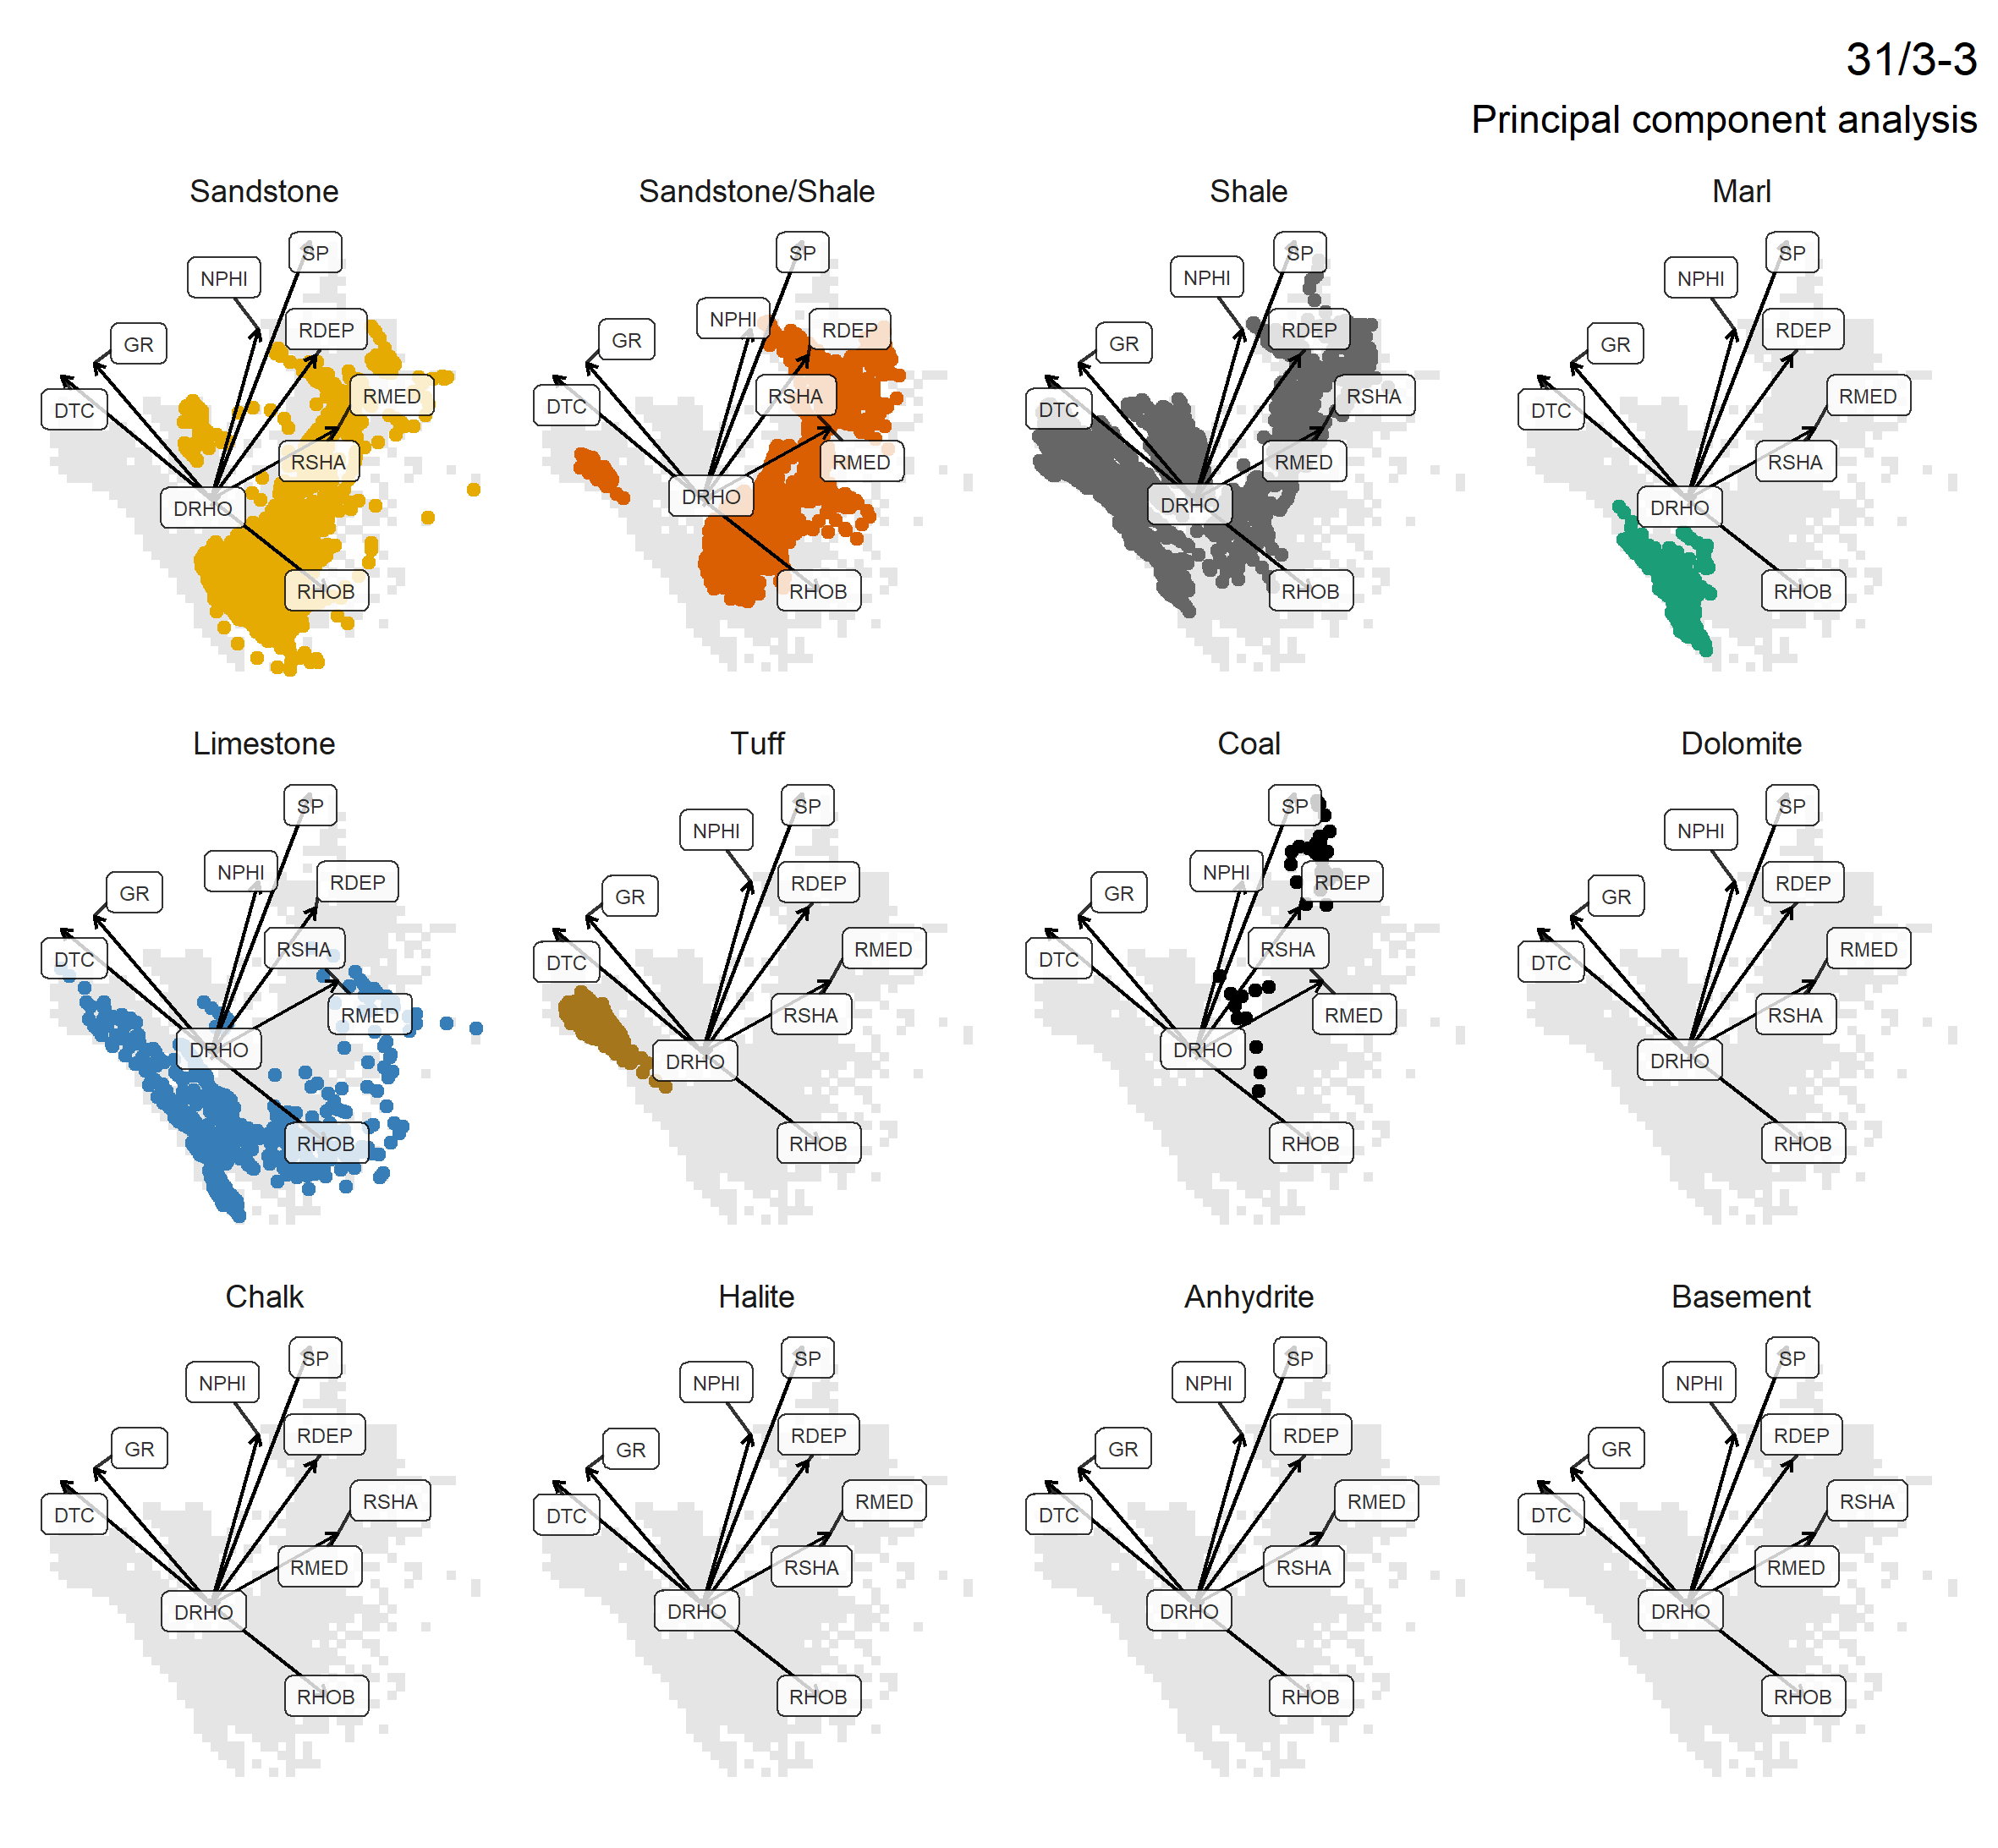 31/3-3
Principal component analysis
Sandstone
SP
NPHI
RDEP
GR
RMED
DTC
RSHA
DRHO
RHOB
Sandstone/Shale
SP
NPHI
RDEP
GR
RSHA
DTC
RMED
DRHO
RHOB
Shale
SP
NPHI
RDEP
GR
RSHA
DTC
RMED
DRHO
RHOB
Marl
SP
NPHI
RDEP
GR
RMED
DTC
RSHA
DRHO
RHOB
Limestone
SP
NPHI
RDEP
GR
RSHA
DTC
RMED
DRHO
RHOB
Tuff
SP
NPHI
RDEP
GR
RMED
DTC
RSHA
DRHO
RHOB
Coal
SP
NPHI
RDEP
GR
RSHA
DTC
RMED
DRHO
RHOB
Dolomite
SP
NPHI
RDEP
GR
RMED
DTC
RSHA
DRHO
RHOB
Chalk
SP
NPHI
RDEP
GR
RSHA
DTC
RMED
DRHO
RHOB
Halite
SP
NPHI
RDEP
GR
RMED
DTC
RSHA
DRHO
RHOB
Anhydrite
SP
NPHI
RDEP
GR
RMED
DTC
RSHA
DRHO
RHOB
Basement
SP
NPHI
RDEP
GR
RSHA
DTC
RMED
DRHO
RHOB